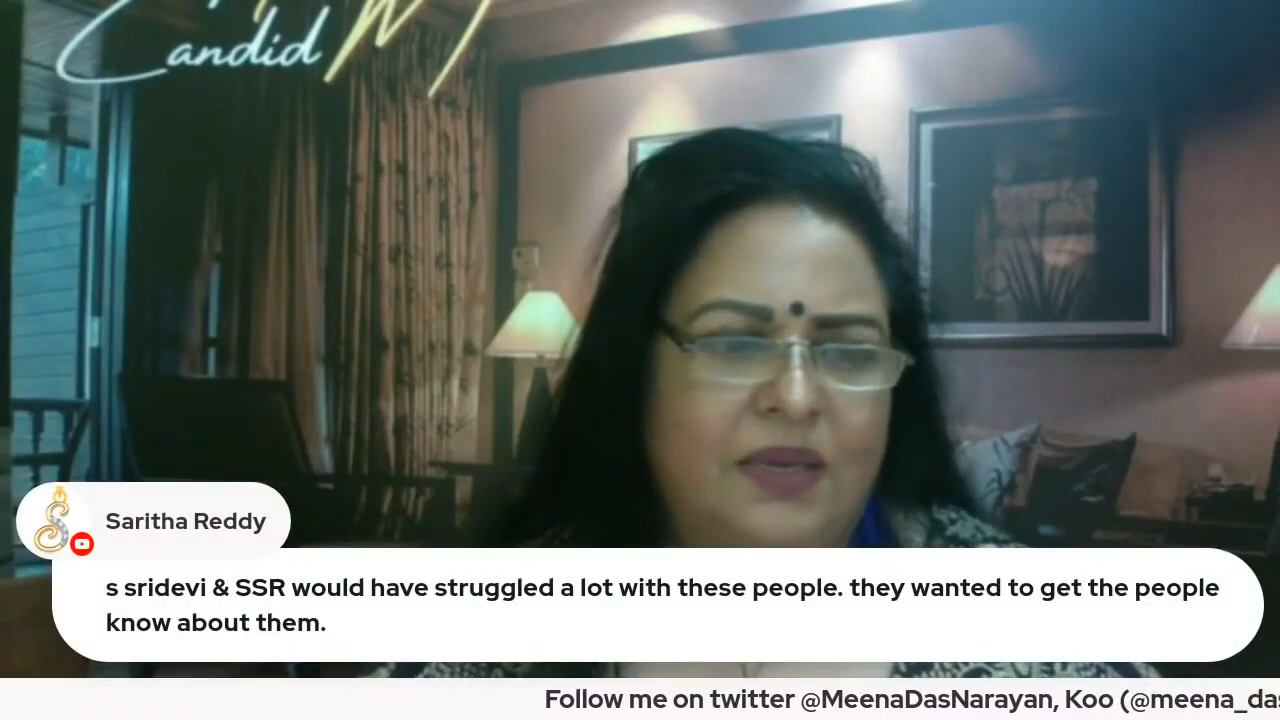 Candid M
Saritha Reddy
s sridevi & SSR would have struggled a lot with these people. they wanted to get the people
know about them.
Follow me on twitter @MeenaDasNarayan, Koo (@meena_das